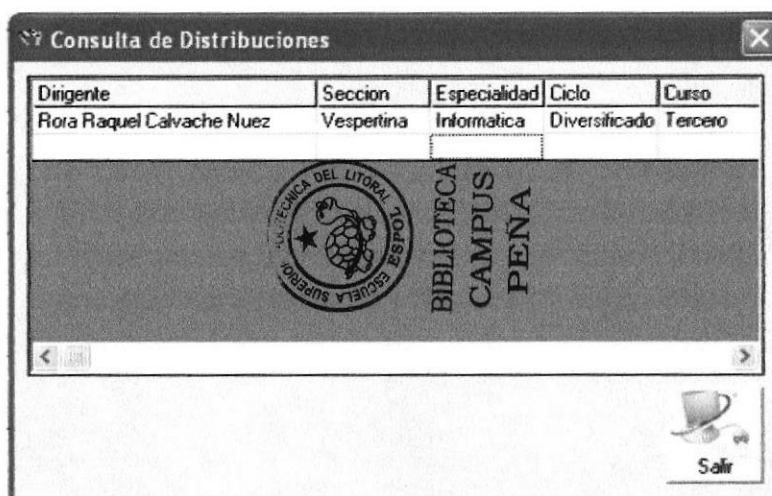 Consulta de Distribuciones
Dirigente Seccion Especialidad Ciclo Curso
Rora Raquel Calvache Nuez Vespertina Informatica Diversificado Tercero
ESCUELA SUPERIOR POLITECNICA DEL LITORAL
ESPOL
BIBLIOTECA
CAMPUS
PEÑA
Salir